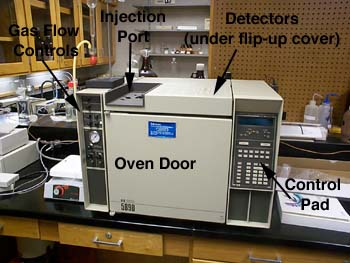 Gas Flow
Controls
Injection
Port
Detectors
(under flip-up cover)
Oven Door
Control
Pad
5890